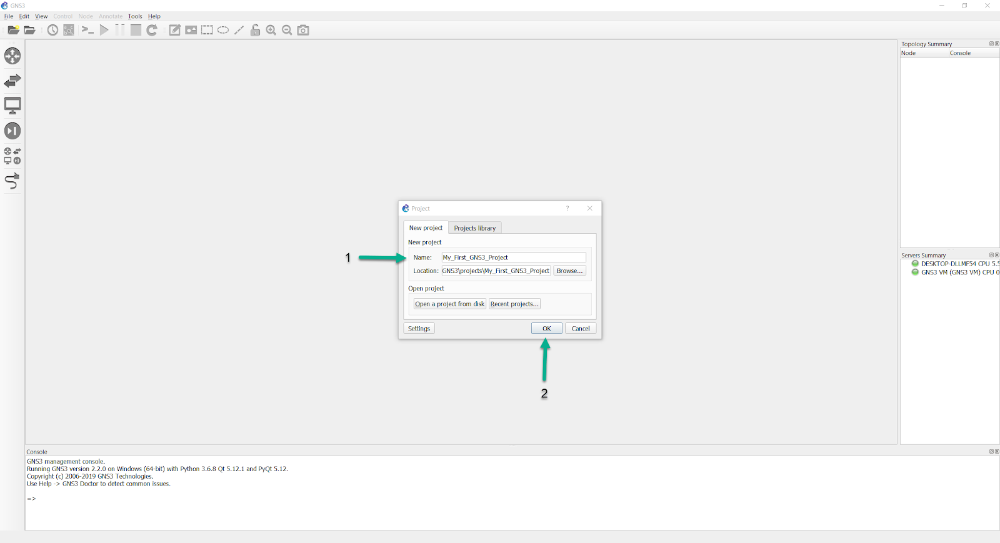 GNS3
File Edit View Control Node Annotate Tools Help
Topology Summary
Node Console
Project
New project Projects library
New project
1
Name: My_First_GNS3_Project
Location: GNS3\projects\My_First_GNS3_Project Browse...
Open project
Open a project from disk Recent projects...
Settings OK Cancel
2
Servers Summary
DESKTOP-DLLMF54 CPU 5.5
GNS3 VM (GNS3 VM) CPU 0
Console
GNS3 management console.
Running GNS3 version 2.2.0 on Windows (64-bit) with Python 3.6.8 Qt 5.12.1 and PyQt 5.12.
Copyright (c) 2006-2019 GNS3 Technologies.
Use Help -> GNS3 Doctor to detect common issues.
=>